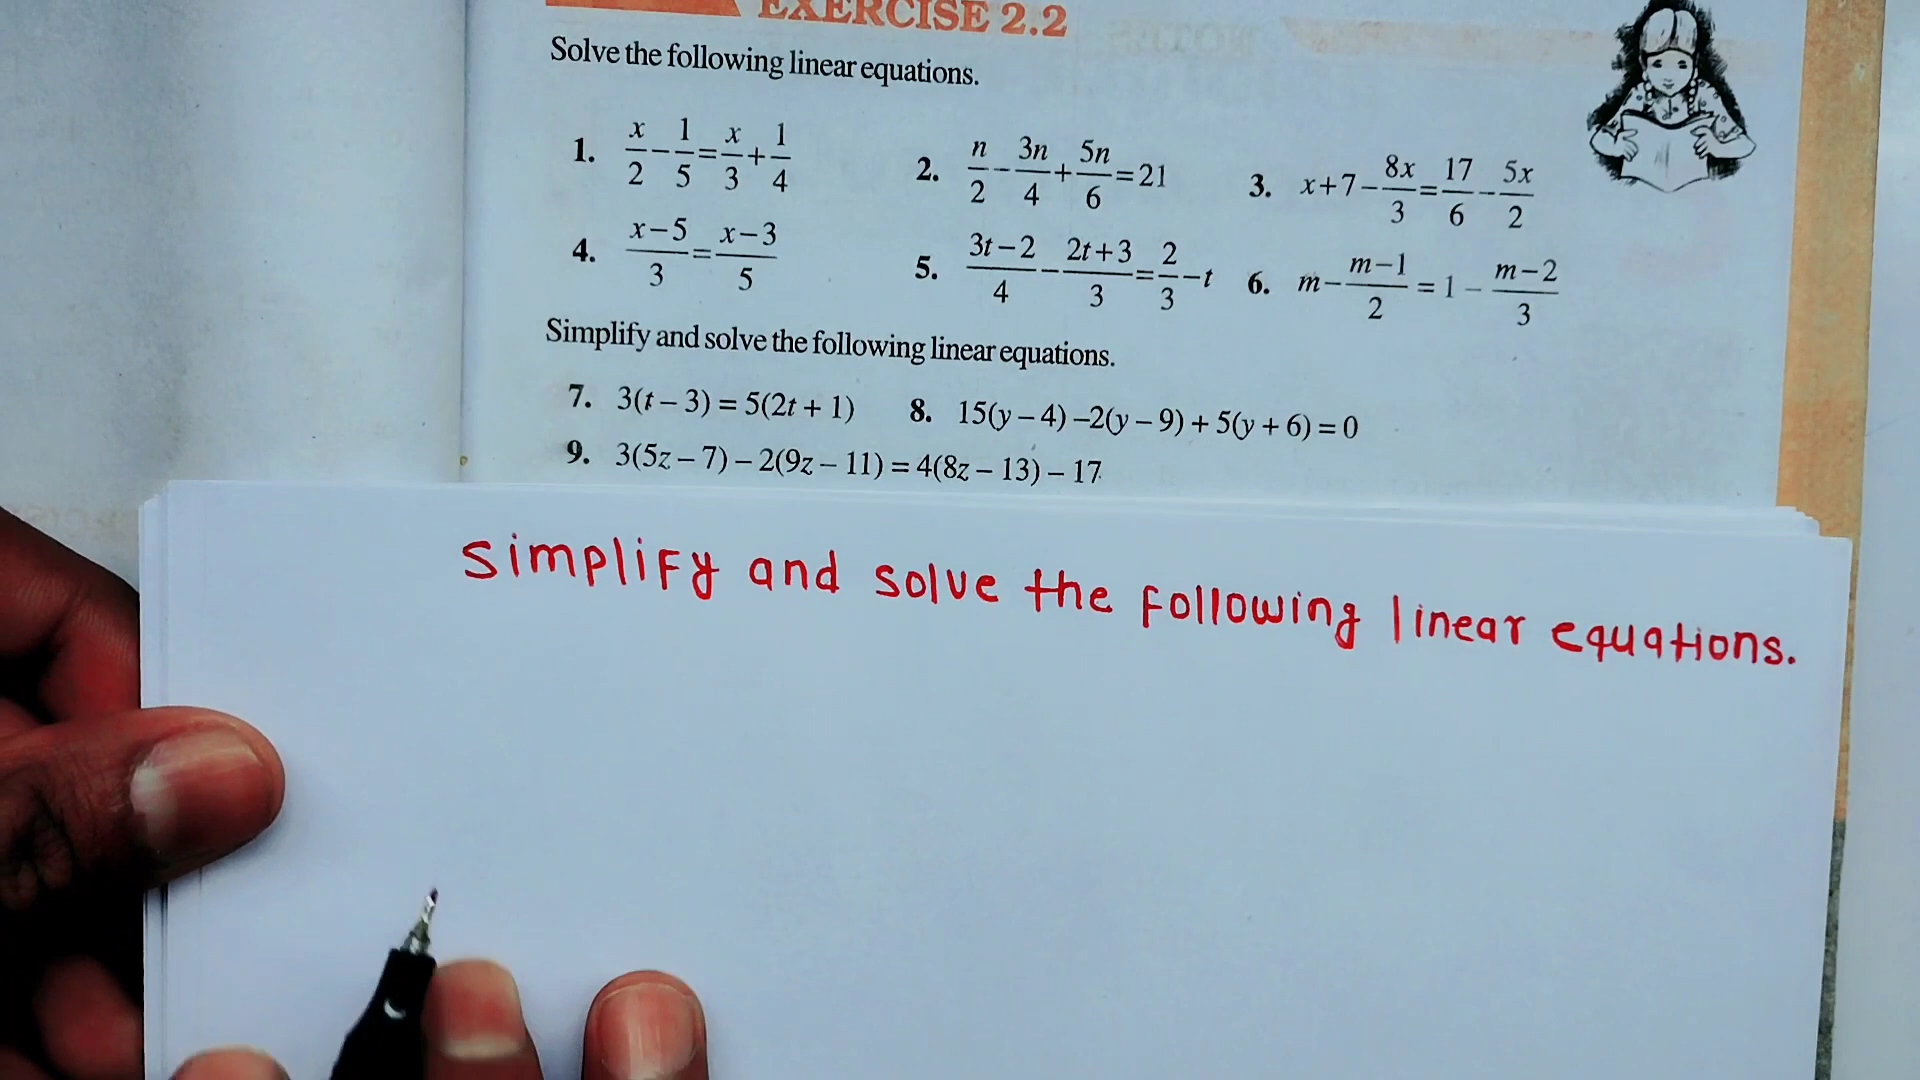 EXERCISE 2.2
Solve the following linear equations.
1. x/2 − 1/5 = x/3 + 1/4
2. n/2 − 3n/4 + 5n/6 = 21
3. x + 7 − 8x/3 = 17/6 − 5x/2
4. (x − 5)/3 = (x − 3)/5
5. (3t − 2)/4 − (2t + 3)/3 = 2/3 − t
6. m − (m − 1)/2 = 1 − (m − 2)/3
Simplify and solve the following linear equations.
7. 3(t – 3) = 5(2t + 1)
8. 15(y – 4) –2(y – 9) + 5(y + 6) = 0
9. 3(5z – 7) – 2(9z – 11) = 4(8z – 13) – 17
Simplify and solve the following linear equations.